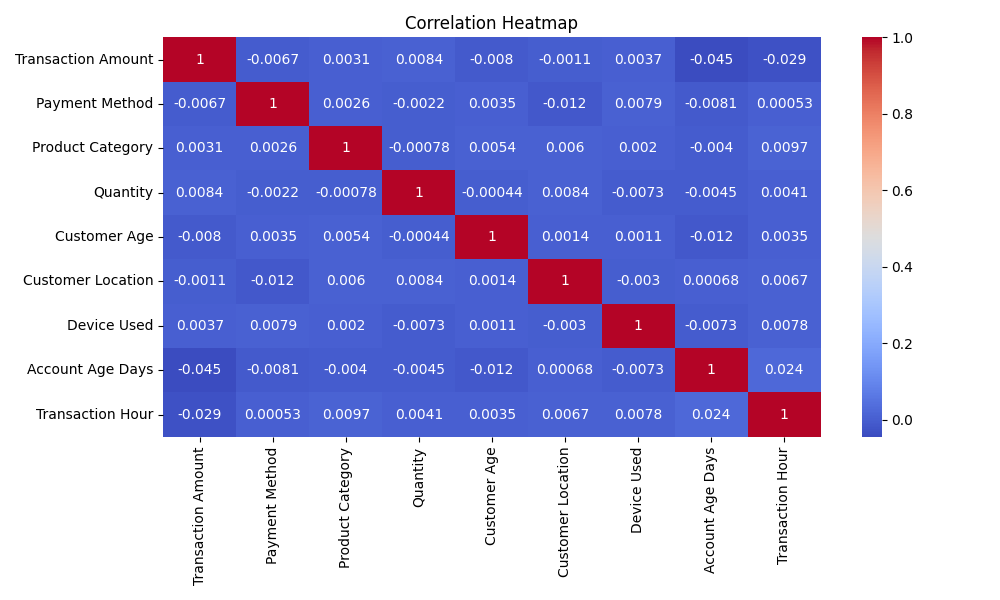 Correlation Heatmap
Transaction Amount 1 -0.0067 0.0031 0.0084 -0.008 -0.0011 0.0037 -0.045 -0.029
Payment Method -0.0067 1 0.0026 -0.0022 0.0035 -0.012 0.0079 -0.0081 0.00053
Product Category 0.0031 0.0026 1 -0.00078 0.0054 0.006 0.002 -0.004 0.0097
Quantity 0.0084 -0.0022 -0.00078 1 -0.00044 0.0084 -0.0073 -0.0045 0.0041
Customer Age -0.008 0.0035 0.0054 -0.00044 1 0.0014 0.0011 -0.012 0.0035
Customer Location -0.0011 -0.012 0.006 0.0084 0.0014 1 -0.003 0.00068 0.0067
Device Used 0.0037 0.0079 0.002 -0.0073 0.0011 -0.003 1 -0.0073 0.0078
Account Age Days -0.045 -0.0081 -0.004 -0.0045 -0.012 0.00068 -0.0073 1 0.024
Transaction Hour -0.029 0.00053 0.0097 0.0041 0.0035 0.0067 0.0078 0.024 1
Transaction Amount
Payment Method
Product Category
Quantity
Customer Age
Customer Location
Device Used
Account Age Days
Transaction Hour
1.0
0.8
0.6
0.4
0.2
0.0